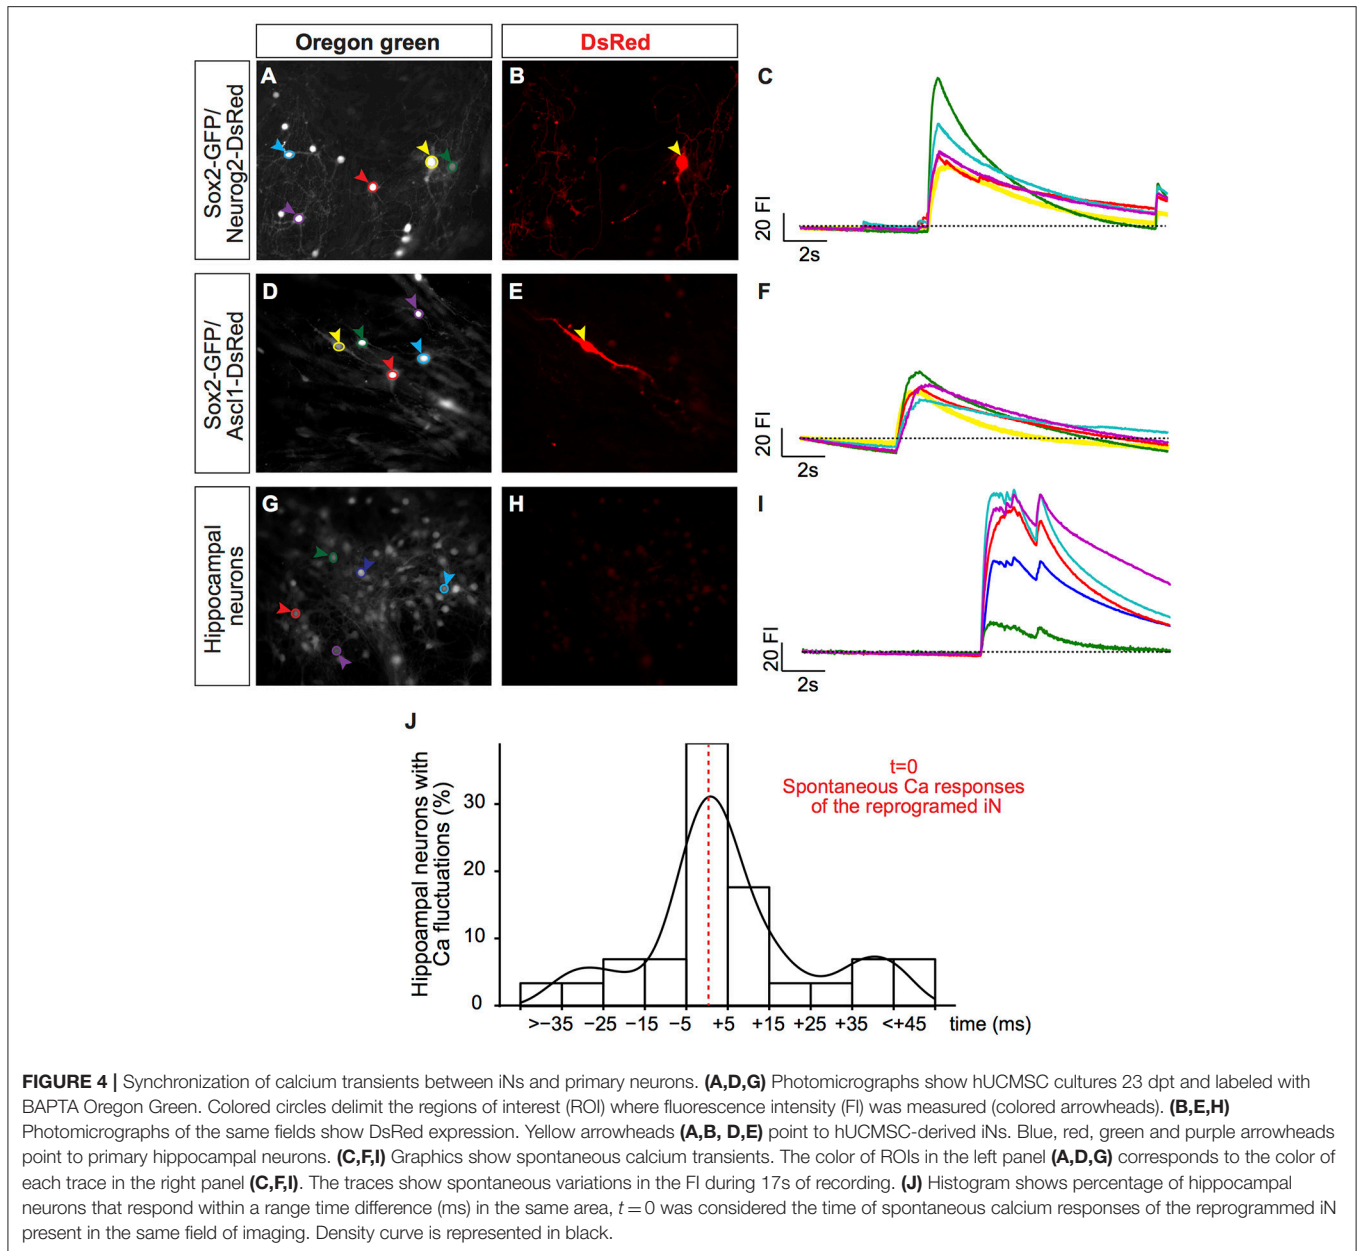 Oregon green
DsRed
Sox2-GFP/
Neurog2-DsRed
A
B
C
20 FI
2s
Sox2-GFP/
Ascl1-DsRed
D
E
F
20 FI
2s
Hippocampal
neurons
G
H
I
20 FI
2s
J
Hippoampal neurons with
Ca fluctuations (%)
30
20
10
0
t=0
Spontaneous Ca responses
of the reprogramed iN
>−35 −25 −15 −5 +5 +15 +25 +35 <+45 time (ms)
FIGURE 4 | Synchronization of calcium transients between iNs and primary neurons. (A,D,G) Photomicrographs show hUCMSC cultures 23 dpt and labeled with
BAPTA Oregon Green. Colored circles delimit the regions of interest (ROI) where fluorescence intensity (FI) was measured (colored arrowheads). (B,E,H)
Photomicrographs of the same fields show DsRed expression. Yellow arrowheads (A,B, D,E) point to hUCMSC-derived iNs. Blue, red, green and purple arrowheads
point to primary hippocampal neurons. (C,F,I) Graphics show spontaneous calcium transients. The color of ROIs in the left panel (A,D,G) corresponds to the color of
each trace in the right panel (C,F,I). The traces show spontaneous variations in the FI during 17s of recording. (J) Histogram shows percentage of hippocampal
neurons that respond within a range time difference (ms) in the same area, t = 0 was considered the time of spontaneous calcium responses of the reprogrammed iN
present in the same field of imaging. Density curve is represented in black.